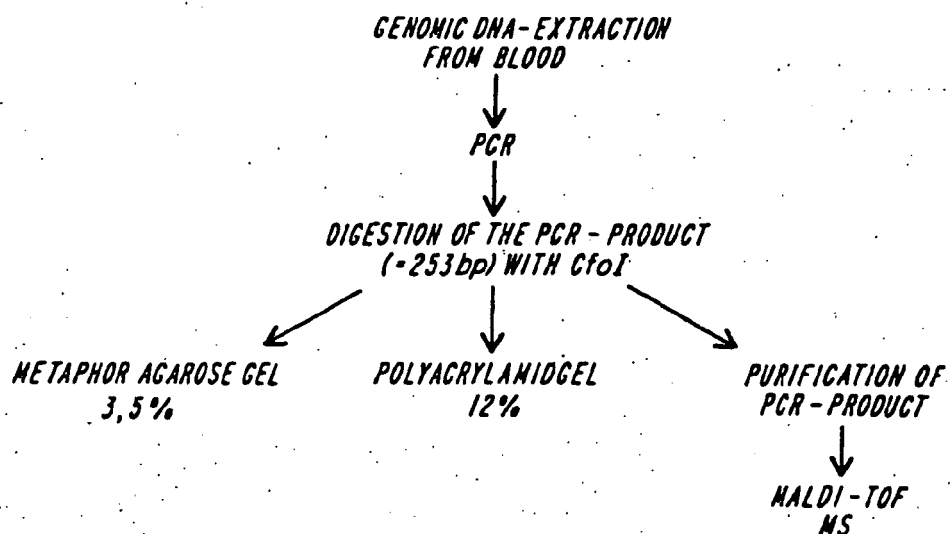 GENOMIC DNA-EXTRACTION
FROM BLOOD
PCR
DIGESTION OF THE PCR-PRODUCT
(=253bp) WITH CfoI
METAPHOR AGAROSE GEL
3,5%
POLYACRYLAMIDGEL
12%
PURIFICATION OF
PCR-PRODUCT
MALDI-TOF
MS